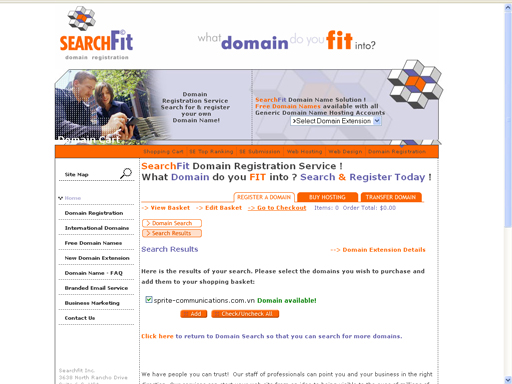 SEARCHFit
domain registration
what domain do you fit into?
Domain
Registration Service
Search for & register
your own
Domain Name!
SearchFit Domain Name Solution !
Free Domain Names available with all
Generic Domain Name Hosting Accounts
>Select Domain Extension
Domain Cart
Shopping Cart SE Top Ranking SE Submission Web Hosting Web Design Domain Registration
Site Map
SearchFit Domain Registration Service !
What Domain do you FIT into ? Search & Register Today !
REGISTER A DOMAIN BUY HOSTING TRANSFER DOMAIN
Home
Domain Registration
International Domains
Free Domain Names
New Domain Extension
Domain Name - FAQ
Branded Email Service
Business Marketing
Contact Us
--> View Basket --> Edit Basket --> Go to Checkout Items: 0 Order Total: $0.00
> Domain Search
> Search Results
Search Results
--> Domain Extension Details
Here is the results of your search. Please select the domains you wish to purchase and
add them to your shopping basket:
sprite-communications.com.vn Domain available!
Add Check/Uncheck All
Click here to return to Domain Search so that you can search for more domains.
SearchFit Inc.
2620 North Rancho Drive
We have people you can trust! Our staff of professionals can point you and your business in the right